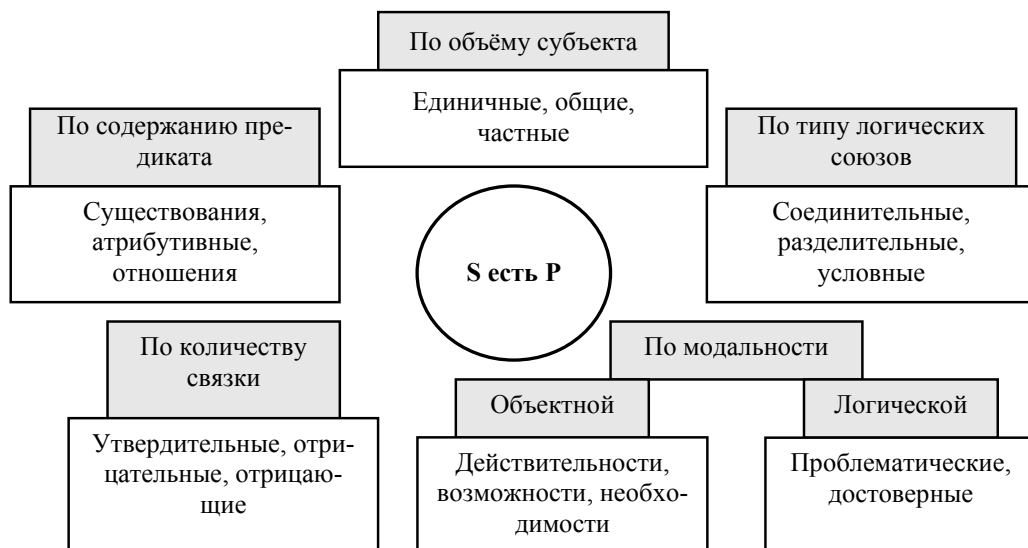 По объёму субъекта
Единичные, общие,
частные
По содержанию пре-
диката
Существования,
атрибутивные,
отношения
По типу логических
союзов
Соединительные,
разделительные,
условные
S есть P
По количеству
связки
Утвердительные, отри-
цательные, отрицаю-
щие
По модальности
Объектной
Действительности,
возможности, необхо-
димости
Логической
Проблематические,
достоверные